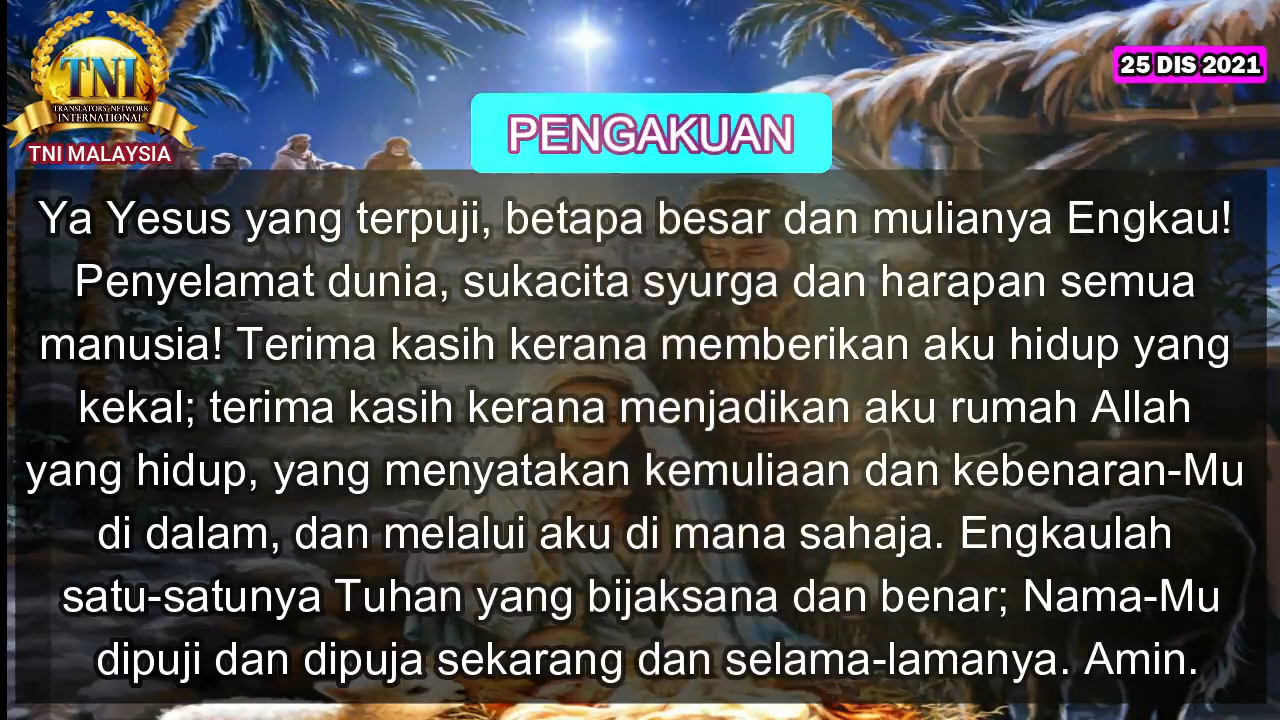 TNI
TRANSLATORS' NETWORK
INTERNATIONAL
TNI MALAYSIA
25 DIS 2021
PENGAKUAN
Ya Yesus yang terpuji, betapa besar dan mulianya Engkau!
Penyelamat dunia, sukacita syurga dan harapan semua
manusia! Terima kasih kerana memberikan aku hidup yang
kekal; terima kasih kerana menjadikan aku rumah Allah
yang hidup, yang menyatakan kemuliaan dan kebenaran-Mu
di dalam, dan melalui aku di mana sahaja. Engkaulah
satu-satunya Tuhan yang bijaksana dan benar; Nama-Mu
dipuji dan dipuja sekarang dan selama-lamanya. Amin.